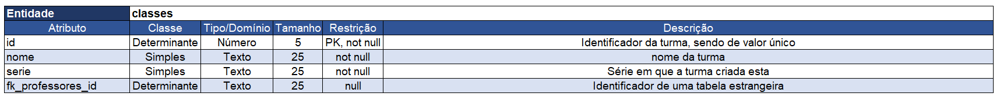 Entidade classes
Atributo Classe Tipo/Domínio Tamanho Restrição Descrição
id Determinante Número 5 PK, not null Identificador da turma, sendo de valor único
nome Simples Texto 25 not null nome da turma
serie Simples Texto 25 not null Série em que a turma criada esta
fk_professores_id Determinante Texto 25 null Identificador de uma tabela estrangeira